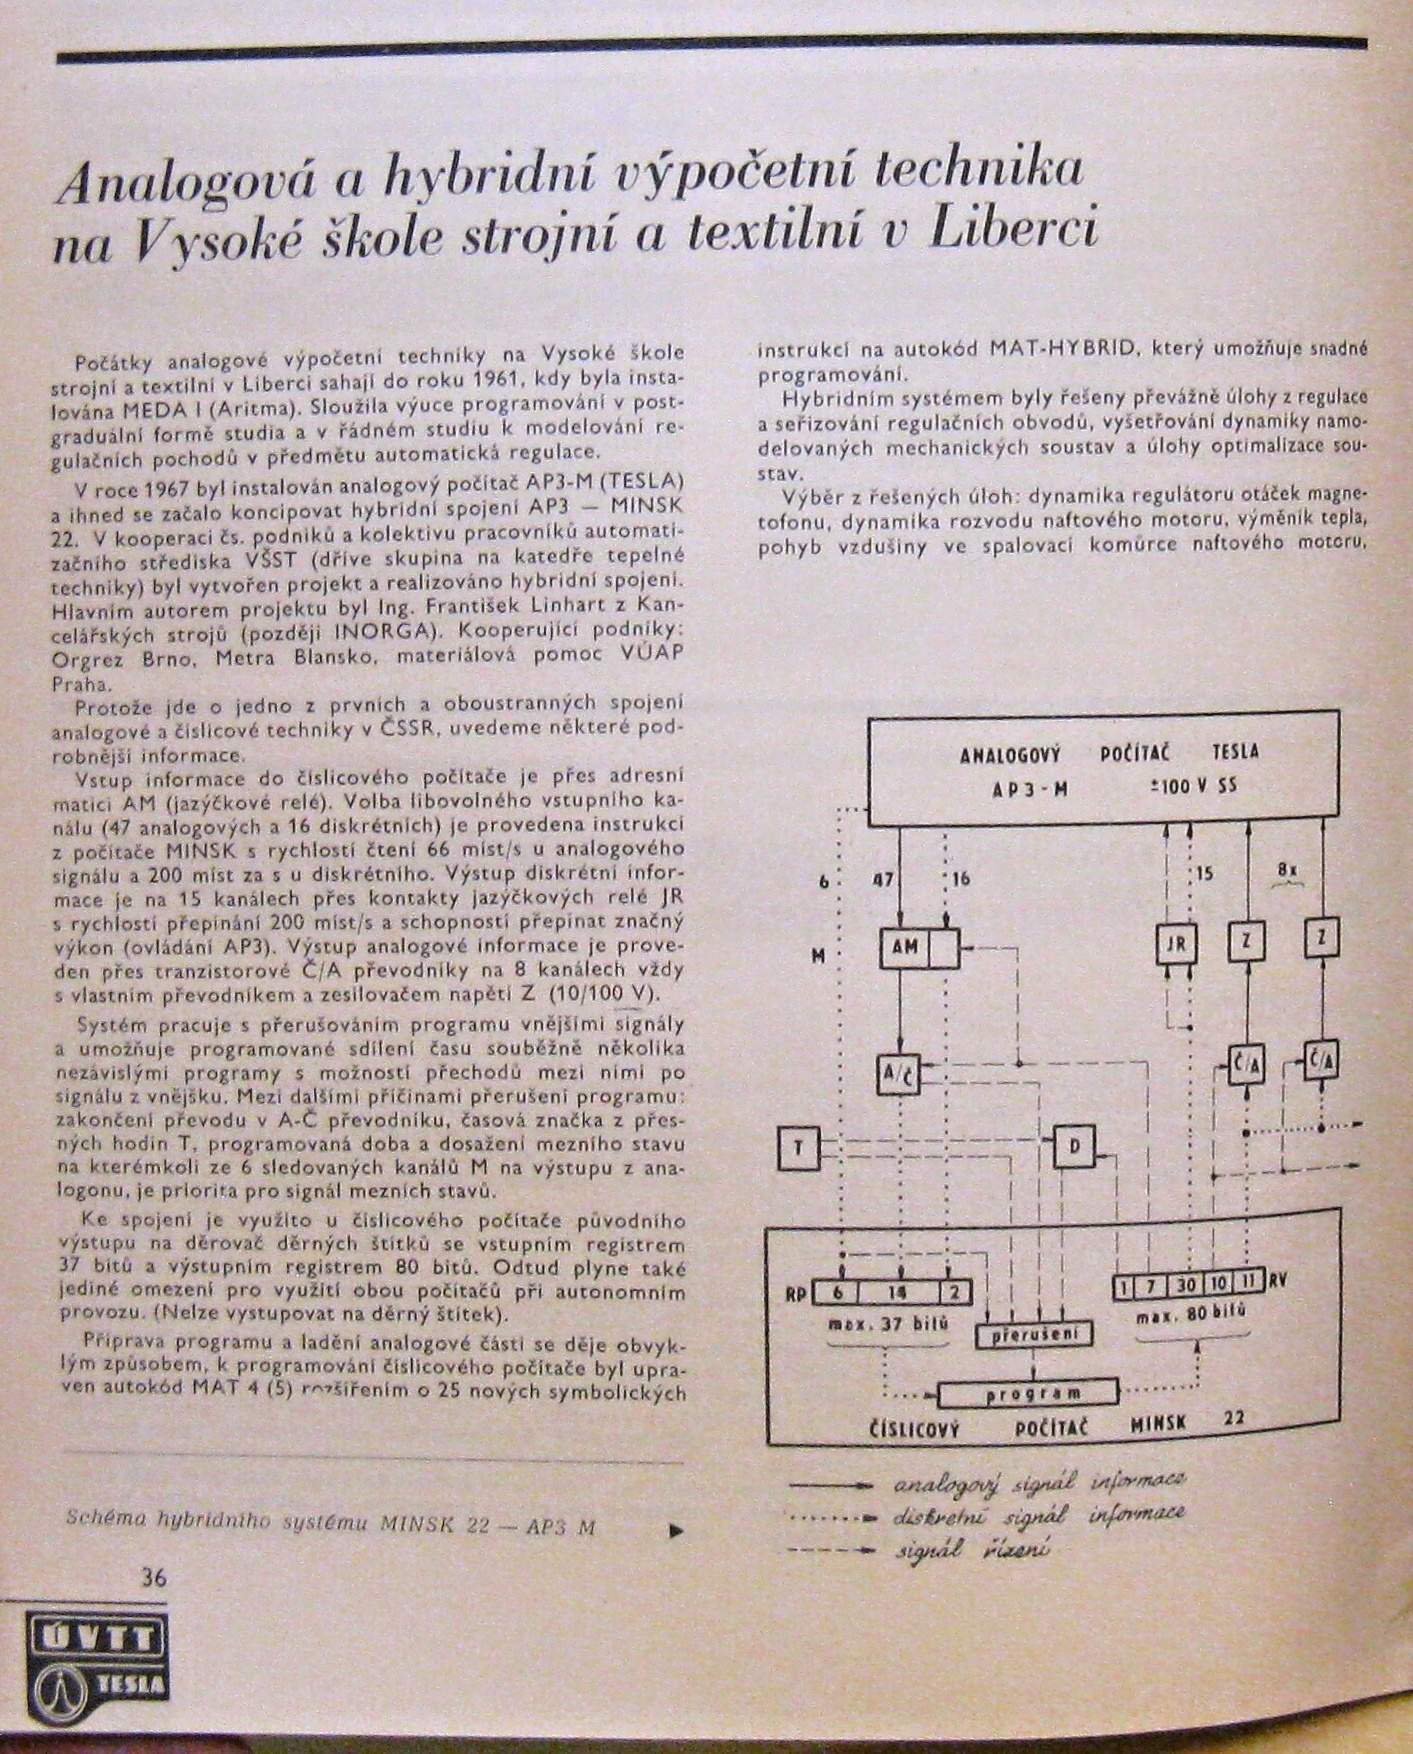 Analogová a hybridní výpočetní technika
na Vysoké škole strojní a textilní v Liberci
Počátky analogové výpočetní techniky na Vysoké škole
strojní a textilní v Liberci sahají do roku 1961, kdy byla insta-
lována MEDA I (Aritma). Sloužila výuce programování v post-
graduální formě studia a v řádném studiu k modelování re-
gulačních pochodů v předmětu automatická regulace.
V roce 1967 byl instalován analogový počítač AP3-M (TESLA)
a ihned se začalo koncipovat hybridní spojení AP3 — MINSK
22. V kooperaci čs. podniků a kolektivu pracovníků automati-
začního střediska VŠST (dříve skupina na katedře tepelné
techniky) byl vytvořen projekt a realizováno hybridní spojení.
Hlavním autorem projektu byl Ing. František Linhart z Kan-
celářských strojů (později INORGA). Kooperující podniky:
Orgrez Brno, Metra Blansko, materiálová pomoc VÚAP
Praha.
Protože jde o jedno z prvních a oboustranných spojení
analogové a číslicové techniky v ČSSR, uvedeme některé pod-
robnější informace.
Vstup informace do číslicového počítače je přes adresní
matici AM (jazýčkové relé). Volba libovolného vstupního ka-
nálu (47 analogových a 16 diskrétních) je provedena instrukcí
z počítače MINSK s rychlostí čtení 66 míst/s u analogového
signálu a 200 míst za s u diskrétního. Výstup diskrétní infor-
mace je na 15 kanálech přes kontakty jazýčkových relé JR
s rychlostí přepínání 200 míst/s a schopností přepínat značný
výkon (ovládání AP3). Výstup analogové informace je prove-
den přes tranzistorové Č/A převodníky na 8 kanálech vždy
s vlastním převodníkem a zesilovačem napětí Z (10/100 V).
Systém pracuje s přerušováním programu vnějšími signály
a umožňuje programované sdílení času souběžně několika
nezávislými programy s možností přechodů mezi nimi po
signálu z vnějšku. Mezi dalšími příčinami přerušení programu:
zakončení převodu v A-Č převodníku, časová značka z přes-
ných hodin T, programovaná doba a dosažení mezního stavu
na kterémkoli ze 6 sledovaných kanálů M na výstupu z ana-
logonu, je priorita pro signál mezních stavů.
Ke spojení je využito u číslicového počítače původního
výstupu na děrovač děrných štítků se vstupním registrem
37 bitů a výstupním registrem 80 bitů. Odtud plyne také
jediné omezení pro využití obou počítačů při autonomním
provozu. (Nelze vystupovat na děrný štítek).
Příprava programu a ladění analogové části se děje obvyk-
lým způsobem, k programování číslicového počítače byl upra-
ven autokód MAT 4 (5) rozšířením o 25 nových symbolických
Schéma hybridního systému MINSK 22 — AP3 M
36
ÚVTT
TESLA
instrukcí na autokód MAT-HYBRID, který umožňuje snadné
programování.
Hybridním systémem byly řešeny převážně úlohy z regulace
a seřizování regulačních obvodů, vyšetřování dynamiky namo-
delovaných mechanických soustav a úlohy optimalizace sou-
stav.
Výběr z řešených úloh: dynamika regulátoru otáček magne-
tofonu, dynamika rozvodu naftového motoru, výměník tepla,
pohyb vzdušiny ve spalovací komůrce naftového motoru,
ANALOGOVÝ POČÍTAČ TESLA
AP3-M ±100 V SS
6 47 16 15 8x
M AM JR Z Z
A/Č Č/A Č/A
T D
RP 6 14 2 1 7 30 10 11 RV
max. 37 bitů max. 80 bitů
přerušení
program
ČÍSLICOVÝ POČÍTAČ MINSK 22
analogový signál informace
diskretní signál informace
signál řízení